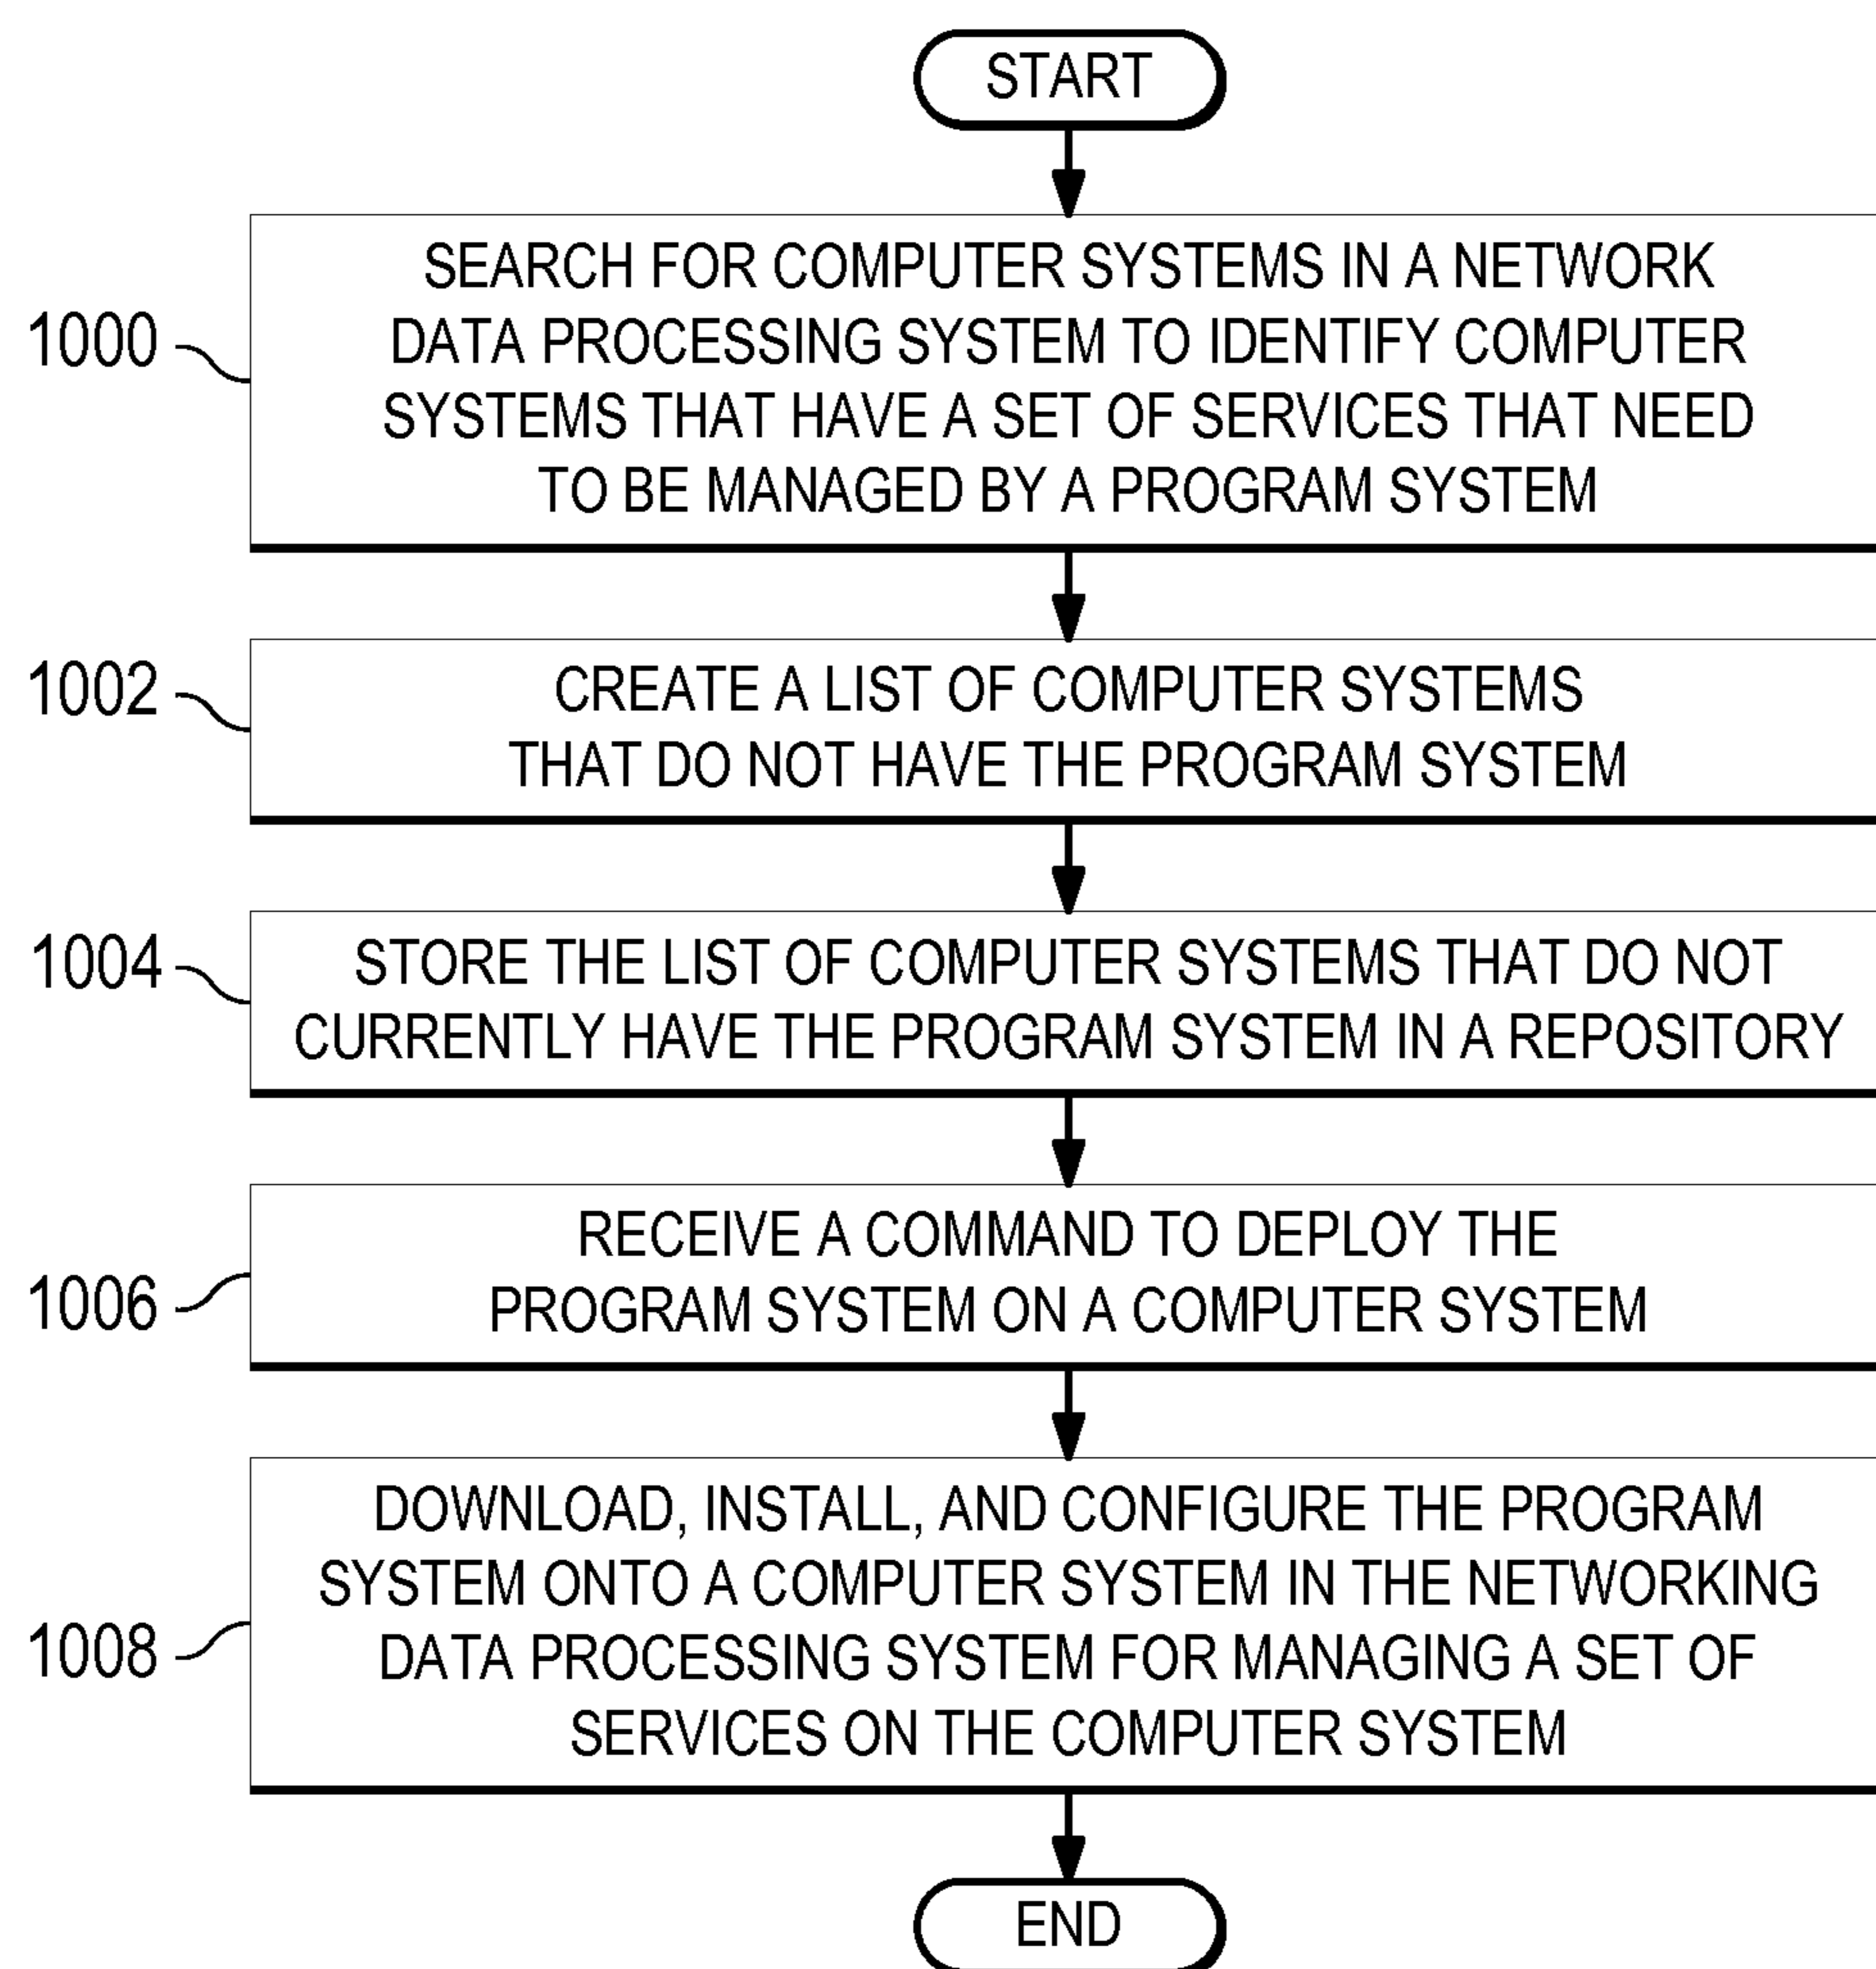 START
1000
SEARCH FOR COMPUTER SYSTEMS IN A NETWORK
DATA PROCESSING SYSTEM TO IDENTIFY COMPUTER
SYSTEMS THAT HAVE A SET OF SERVICES THAT NEED
TO BE MANAGED BY A PROGRAM SYSTEM
1002
CREATE A LIST OF COMPUTER SYSTEMS
THAT DO NOT HAVE THE PROGRAM SYSTEM
1004
STORE THE LIST OF COMPUTER SYSTEMS THAT DO NOT
CURRENTLY HAVE THE PROGRAM SYSTEM IN A REPOSITORY
1006
RECEIVE A COMMAND TO DEPLOY THE
PROGRAM SYSTEM ON A COMPUTER SYSTEM
1008
DOWNLOAD, INSTALL, AND CONFIGURE THE PROGRAM
SYSTEM ONTO A COMPUTER SYSTEM IN THE NETWORKING
DATA PROCESSING SYSTEM FOR MANAGING A SET OF
SERVICES ON THE COMPUTER SYSTEM
END